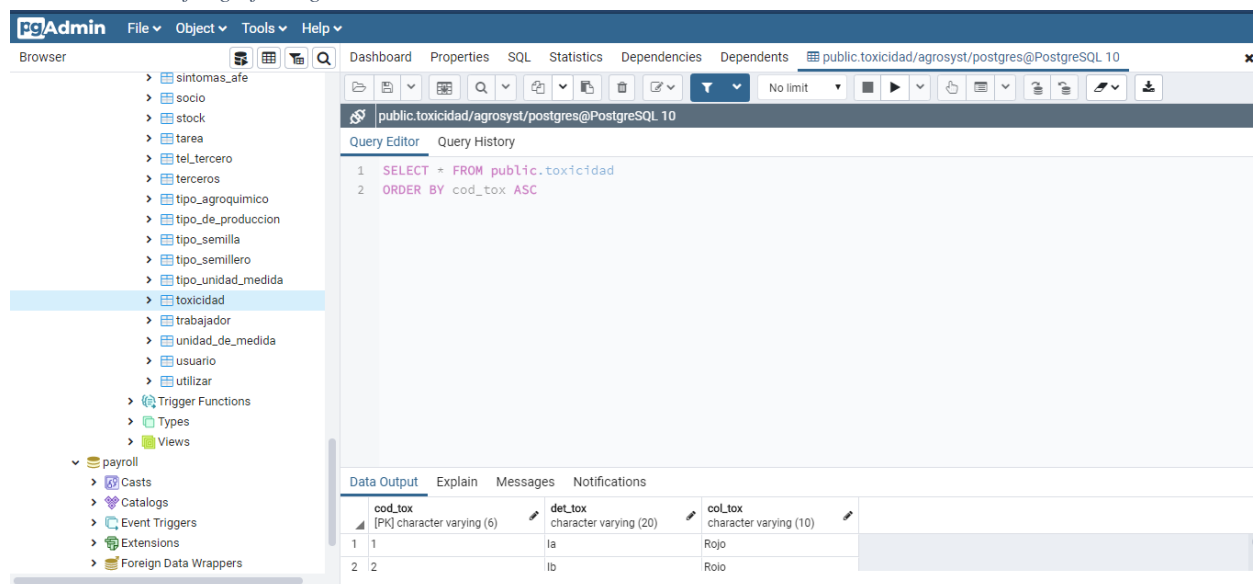 pgAdmin File Object Tools Help
Browser
Dashboard Properties SQL Statistics Dependencies Dependents public.toxicidad/agrosyst/postgres@PostgreSQL 10
sintomas_afe
socio
stock
tarea
tel_tercero
terceros
tipo_agroquimico
tipo_de_produccion
tipo_semilla
tipo_semillero
tipo_unidad_medida
toxicidad
trabajador
unidad_de_medida
usuario
utilizar
Trigger Functions
Types
Views
payroll
Casts
Catalogs
Event Triggers
Extensions
Foreign Data Wrappers
No limit
public.toxicidad/agrosyst/postgres@PostgreSQL 10
Query Editor Query History
1 SELECT * FROM public.toxicidad
2 ORDER BY cod_tox ASC
Data Output Explain Messages Notifications
cod_tox det_tox col_tox
[PK] character varying (6) character varying (20) character varying (10)
1 1 Ia Rojo
2 2 Ib Rojo